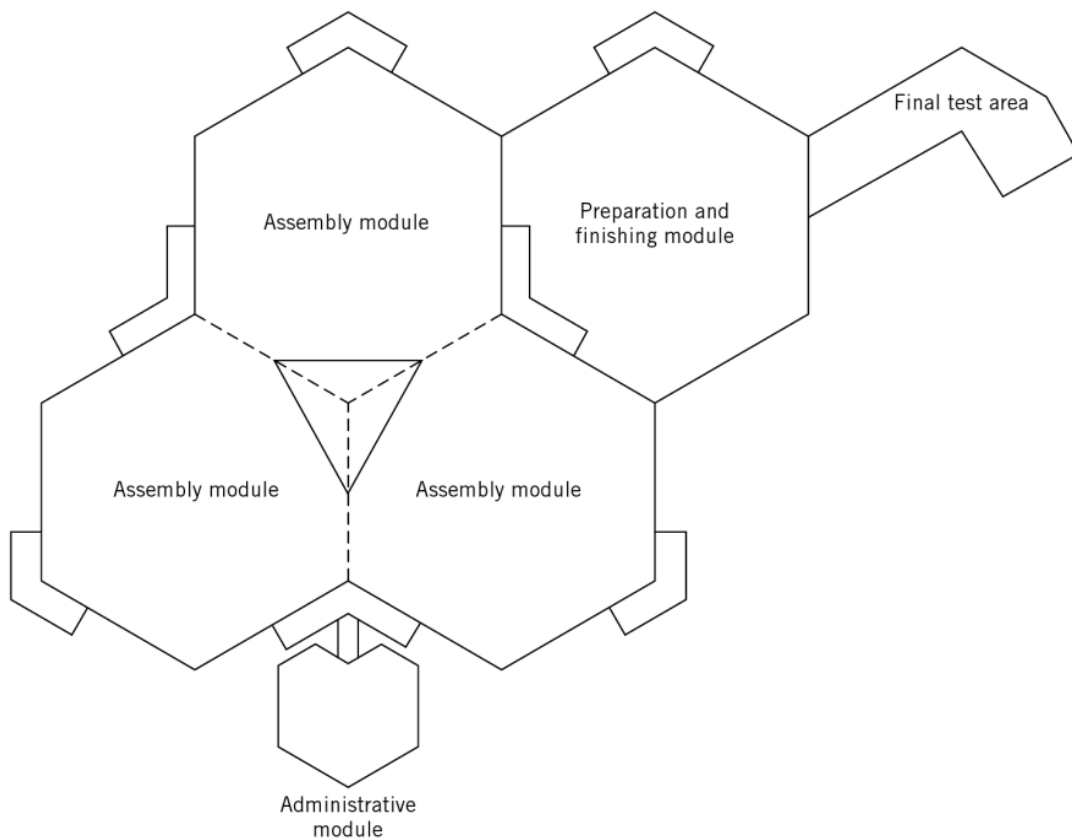 Final test area
Assembly module
Preparation and
finishing module
Assembly module
Assembly module
Administrative
module